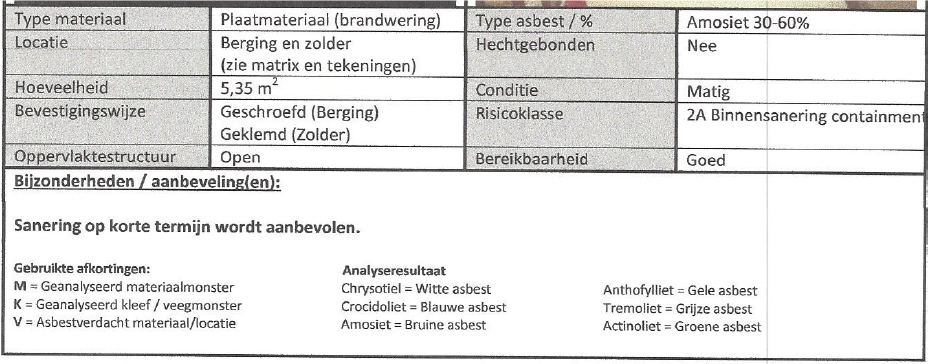 Type materiaal Plaatmateriaal (brandwering) Type asbest / % Amosiet 30-60%
Locatie Berging en zolder Hechtgebonden Nee
(zie matrix en tekeningen)
Hoeveelheid 5,35 m² Conditie Matig
Bevestigingswijze Geschroefd (Berging) Risicoklasse 2A Binnensanering containment
Geklemd (Zolder)
Oppervlaktestructuur Open Bereikbaarheid Goed
Bijzonderheden / aanbeveling(en):
Sanering op korte termijn wordt aanbevolen.
Gebruikte afkortingen: Analyseresultaat
M = Geanalyseerd materiaalmonster Chrysotiel = Witte asbest Anthofylliet = Gele asbest
K = Geanalyseerd kleef / veegmonster Crocidoliet = Blauwe asbest Tremoliet = Grijze asbest
V = Asbestverdacht materiaal/locatie Amosiet = Bruine asbest Actinoliet = Groene asbest